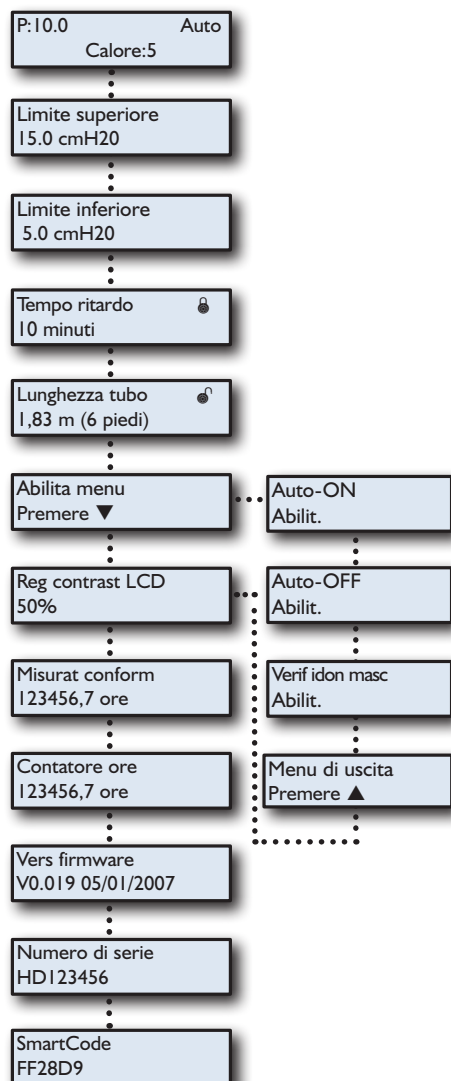 P:10.0 Auto
Calore:5
Limite superiore
15.0 cmH20
Limite inferiore
5.0 cmH20
Tempo ritardo
10 minuti
Lunghezza tubo
1,83 m (6 piedi)
Abilita menu
Premere ▼
Auto-ON
Abilit.
Reg contrast LCD
50%
Auto-OFF
Abilit.
Misurat conform
123456,7 ore
Verif idon masc
Abilit.
Contatore ore
123456,7 ore
Menu di uscita
Premere ▲
Vers firmware
V0.019 05/01/2007
Numero di serie
HD123456
SmartCode
FF28D9